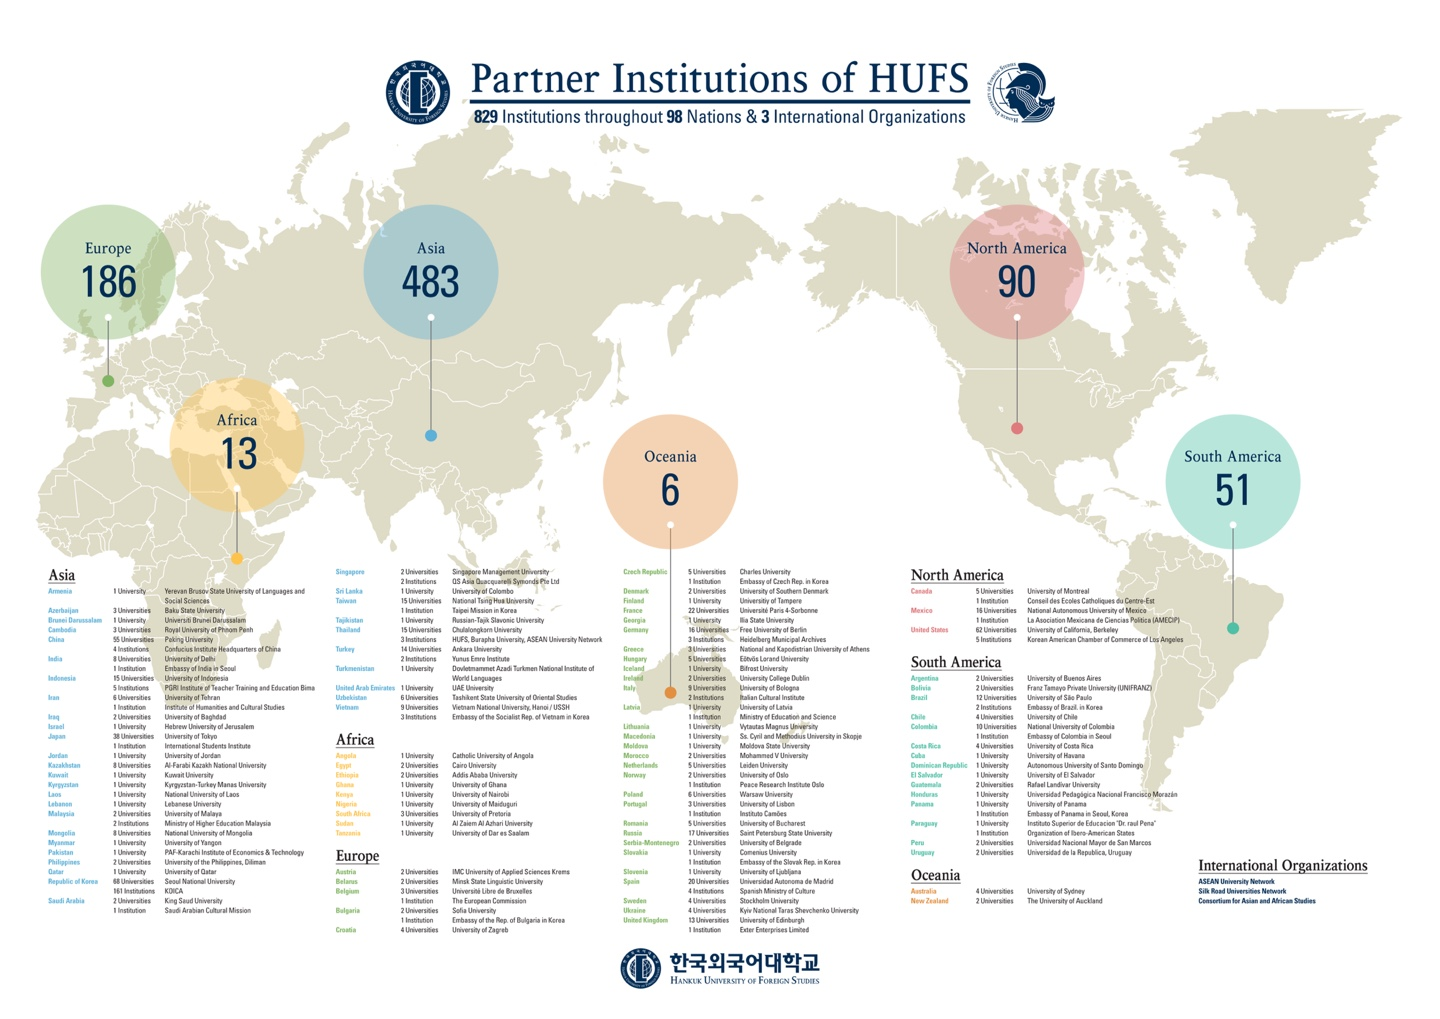 Partner Institutions of HUFS
829 Institutions throughout 98 Nations & 3 International Organizations
Europe
186
Asia
483
North America
90
Africa
13
Oceania
6
South America
51
Asia
Armenia 1 University Yerevan Brusov State University of Languages and
Social Sciences
Azerbaijan 3 Universities Baku State University
Brunei Darussalam 1 University Universiti Brunei Darussalam
Cambodia 3 Universities Royal University of Phnom Panh
China 55 Universities Peking University
4 Institutions Confucius Institute Headquarters of China
India 8 Universities University of Delhi
1 Institution Embassy of India in Seoul
Indonesia 15 Universities University of Indonesia
5 Institutions PGRI Institute of Teacher Training and Education Bima
Iran 6 Universities University of Tehran
1 Institution Institute of Humanities and Cultural Studies
Iraq 2 Universities University of Baghdad
Israel 1 University Hebrew University of Jerusalem
Japan 38 Universities University of Tokyo
1 Institution International Students Institute
Jordan 1 University University of Jordan
Kazakhstan 8 Universities Al-Farabi Kazakh National University
Kuwait 1 University Kuwait University
Kyrgyzstan 1 University Kyrgyzstan-Turkey Manas University
Laos 1 University National University of Laos
Lebanon 1 University Lebanese University
Malaysia 2 Universities University of Malaya
2 Institutions Ministry of Higher Education Malaysia
Mongolia 8 Universities National University of Mongolia
Myanmar 1 University University of Yangon
Pakistan 1 University PAF-Karachi Institute of Economics & Technology
Philippines 2 Universities University of the Philippines, Diliman
Qatar 1 University University of Qatar
Republic of Korea 68 Universities Seoul National University
161 Institutions KOICA
Saudi Arabia 2 Universities King Saud University
1 Institution Saudi Arabian Cultural Mission
Singapore 2 Universities Singapore Management University
2 Institutions QS Asia Quacquarelli Symonds Pte Ltd
Sri Lanka 1 University University of Colombo
Taiwan 15 Universities National Tsing Hua University
1 Institution Taipei Mission in Korea
Tajikistan 1 University Russian-Tajik Slavonic University
Thailand 15 Universities Chulalongkorn University
3 Institutions HUFS, Burapha University, ASEAN University Network
Turkey 14 Universities Ankara University
2 Institutions Yunus Emre Institute
Turkmenistan 1 University Dovletmammet Azadi Turkmen National Institute of
World Languages
United Arab Emirates 1 University UAE University
Uzbekistan 6 Universities Tashkent State University of Oriental Studies
Vietnam 9 Universities Vietnam National University, Hanoi / USSH
3 Institutions Embassy of the Socialist Rep. of Vietnam in Korea
Africa
Angola 1 University Catholic University of Angola
Egypt 2 Universities Cairo University
Ethiopia 2 Universities Addis Ababa University
Ghana 1 University University of Ghana
Kenya 1 University University of Nairobi
Nigeria 1 University University of Maiduguri
South Africa 3 Universities University of Pretoria
Sudan 1 University Al Zaiem Al Azhari University
Tanzania 1 University University of Dar es Saalam
Europe
Austria 2 Universities IMC University of Applied Sciences Krems
Belarus 2 Universities Minsk State Linguistic University
Belgium 3 Universities Université Libre de Bruxelles
1 Institution The European Commission
Bulgaria 2 Universities Sofia University
1 Institution Embassy of the Rep. of Bulgaria in Korea
Croatia 4 Universities University of Zagreb
Czech Republic 5 Universities Charles University
1 Institution Embassy of Czech Rep. in Korea
Denmark 2 Universities University of Southern Denmark
Finland 1 University University of Tampere
France 22 Universities Université Paris 4-Sorbonne
Georgia 1 University Ilia State University
Germany 16 Universities Free University of Berlin
3 Institutions Heidelberg Municipal Archives
Greece 3 Universities National and Kapodistrian University of Athens
Hungary 5 Universities Eötvös Lorand University
Iceland 1 University Bifrost University
Ireland 2 Universities University College Dublin
Italy 9 Universities University of Bologna
2 Institutions Italian Cultural Institute
Latvia 1 University University of Latvia
1 Institution Ministry of Education and Science
Lithuania 1 University Vytautas Magnus University
Macedonia 1 University Ss. Cyril and Methodius University in Skopje
Moldova 1 University Moldova State University
Morocco 2 Universities Mohammed V University
Netherlands 5 Universities Leiden University
Norway 2 Universities University of Oslo
1 Institution Peace Research Institute Oslo
Poland 6 Universities Warsaw University
Portugal 3 Universities University of Lisbon
1 Institution Instituto Camões
Romania 5 Universities University of Bucharest
Russia 17 Universities Saint Petersburg State University
Serbia-Montenegro 2 Universities University of Belgrade
Slovakia 1 University Comenius University
1 Institution Embassy of the Slovak Rep. in Korea
Slovenia 1 University University of Ljubljana
Spain 20 Universities Universidad Autonoma de Madrid
4 Institutions Spanish Ministry of Culture
Sweden 4 Universities Stockholm University
Ukraine 4 Universities Kyiv National Taras Shevchenko University
United Kingdom 13 Universities University of Edinburgh
1 Institution Exter Enterprises Limited
North America
Canada 5 Universities University of Montreal
1 Institution Conseil des Ecoles Catholiques du Centre-Est
Mexico 16 Universities National Autonomous University of Mexico
1 Institution La Asociation Mexicana de Ciencias Politica (AMECIP)
United States 62 Universities University of California, Berkeley
5 Institutions Korean American Chamber of Commerce of Los Angeles
South America
Argentina 2 Universities University of Buenos Aires
Bolivia 2 Universities Franz Tamayo Private University (UNIFRANZ)
Brazil 12 Universities University of São Paulo
2 Institutions Embassy of Brazil. in Korea
Chile 4 Universities University of Chile
Colombia 10 Universities National University of Colombia
1 Institution Embassy of Colombia in Seoul
Costa Rica 4 Universities University of Costa Rica
Cuba 1 University University of Havana
Dominican Republic 1 University Autonomous University of Santo Domingo
El Salvador 1 University University of El Salvador
Guatemala 2 Universities Rafael Landivar University
Honduras 1 University Universidad Pedagógica Nacional Francisco Morazán
Panama 1 University University of Panama
1 Institution Embassy of Panama in Seoul, Korea
Paraguay 1 University Instituto Superior de Educacion "Dr. raul Pena"
1 Institution Organization of Ibero-American States
Peru 2 Universities Universidad Nacional Mayor de San Marcos
Uruguay 2 Universities Universidad de la Republica, Uruguay
Oceania
Australia 4 Universities University of Sydney
New Zealand 2 Universities The University of Auckland
International Organizations
ASEAN University Network
Silk Road Universities Network
Consortium for Asian and African Studies
한국외국어대학교
HANKUK UNIVERSITY OF FOREIGN STUDIES